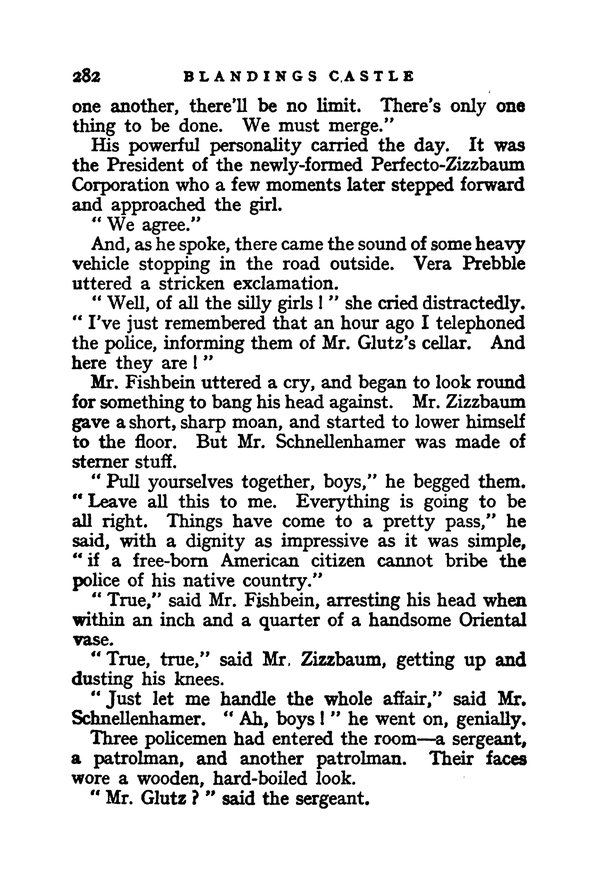 282 BLANDINGS CASTLE
one another, there'll be no limit. There's only one
thing to be done. We must merge."
His powerful personality carried the day. It was
the President of the newly-formed Perfecto-Zizzbaum
Corporation who a few moments later stepped forward
and approached the girl.
" We agree."
And, as he spoke, there came the sound of some heavy
vehicle stopping in the road outside. Vera Prebble
uttered a stricken exclamation.
" Well, of all the silly girls ! " she cried distractedly.
" I've just remembered that an hour ago I telephoned
the police, informing them of Mr. Glutz's cellar. And
here they are ! "
Mr. Fishbein uttered a cry, and began to look round
for something to bang his head against. Mr. Zizzbaum
gave a short, sharp moan, and started to lower himself
to the floor. But Mr. Schnellenhamer was made of
sterner stuff.
" Pull yourselves together, boys," he begged them.
" Leave all this to me. Everything is going to be
all right. Things have come to a pretty pass," he
said, with a dignity as impressive as it was simple,
" if a free-born American citizen cannot bribe the
police of his native country."
" True," said Mr. Fishbein, arresting his head when
within an inch and a quarter of a handsome Oriental
vase.
" True, true," said Mr. Zizzbaum, getting up and
dusting his knees.
" Just let me handle the whole affair," said Mr.
Schnellenhamer. " Ah, boys ! " he went on, genially.
Three policemen had entered the room—a sergeant,
a patrolman, and another patrolman. Their faces
wore a wooden, hard-boiled look.
" Mr. Glutz ? " said the sergeant.